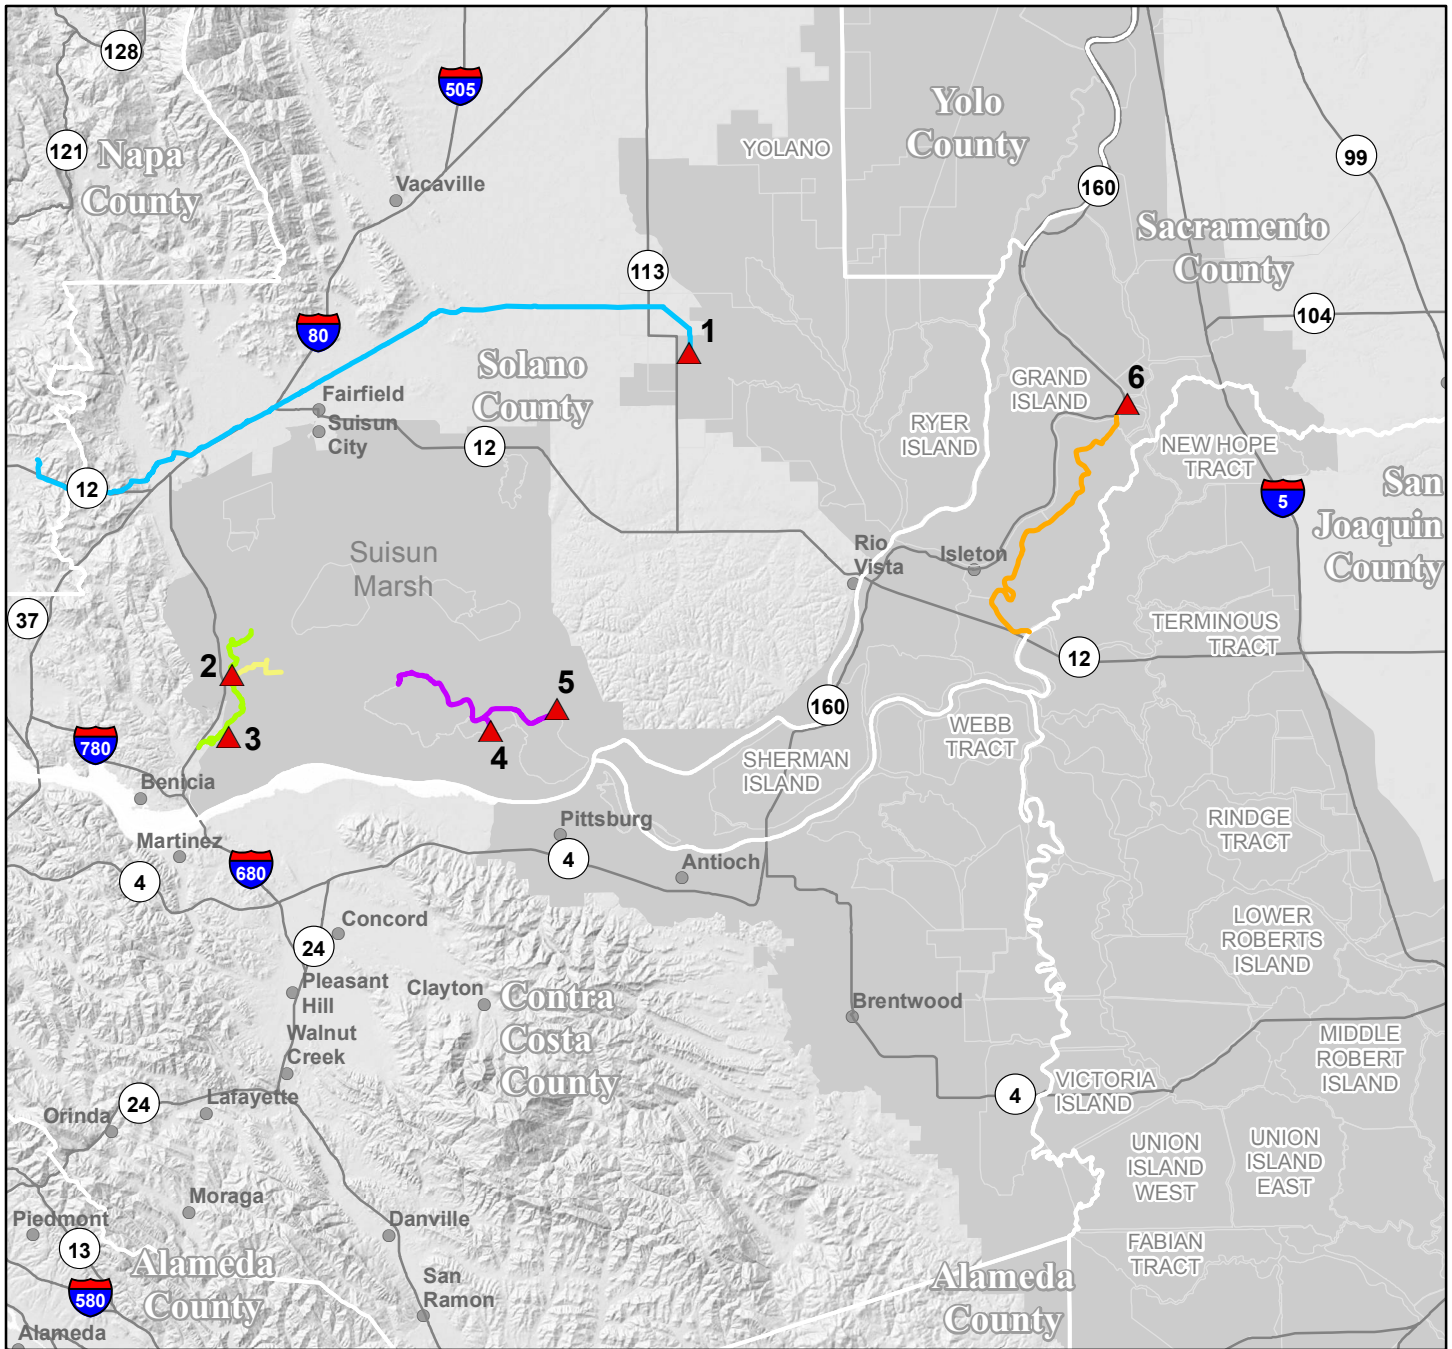 128
505
Yolo
County
YOLANO
121
Napa
County
99
Vacaville
160
Sacramento
County
113
104
80
1
Solano
County
Fairfield
Suisun
City
12
GRAND
ISLAND
6
RYER
ISLAND
NEW HOPE
TRACT
12
San
Joaquin
County
5
Suisun
Marsh
Rio
Vista
Isleton
37
TERMINOUS
TRACT
12
2
5
160
3
4
780
WEBB
TRACT
SHERMAN
ISLAND
Benicia
Martinez
Pittsburg
RINDGE
TRACT
4
680
4
Antioch
Concord
24
LOWER
ROBERTS
ISLAND
Pleasant
Hill
Clayton
Contra
Costa
County
Brentwood
Walnut
Creek
MIDDLE
ROBERT
ISLAND
24
Lafayette
Orinda
4
VICTORIA
ISLAND
UNION
ISLAND
WEST
UNION
ISLAND
EAST
Moraga
Piedmont
Danville
13
Alameda
County
FABIAN
TRACT
580
San
Ramon
Alameda
County
Alameda